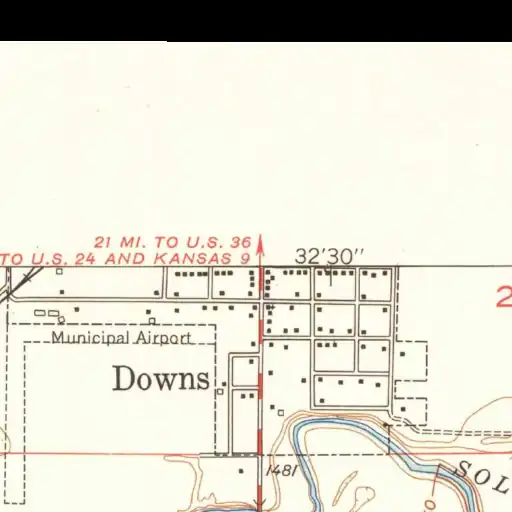 21 MI. TO U.S. 36
TO U.S. 24 AND KANSAS 9
32'30"
2
Municipal Airport
Downs
1481
SOL